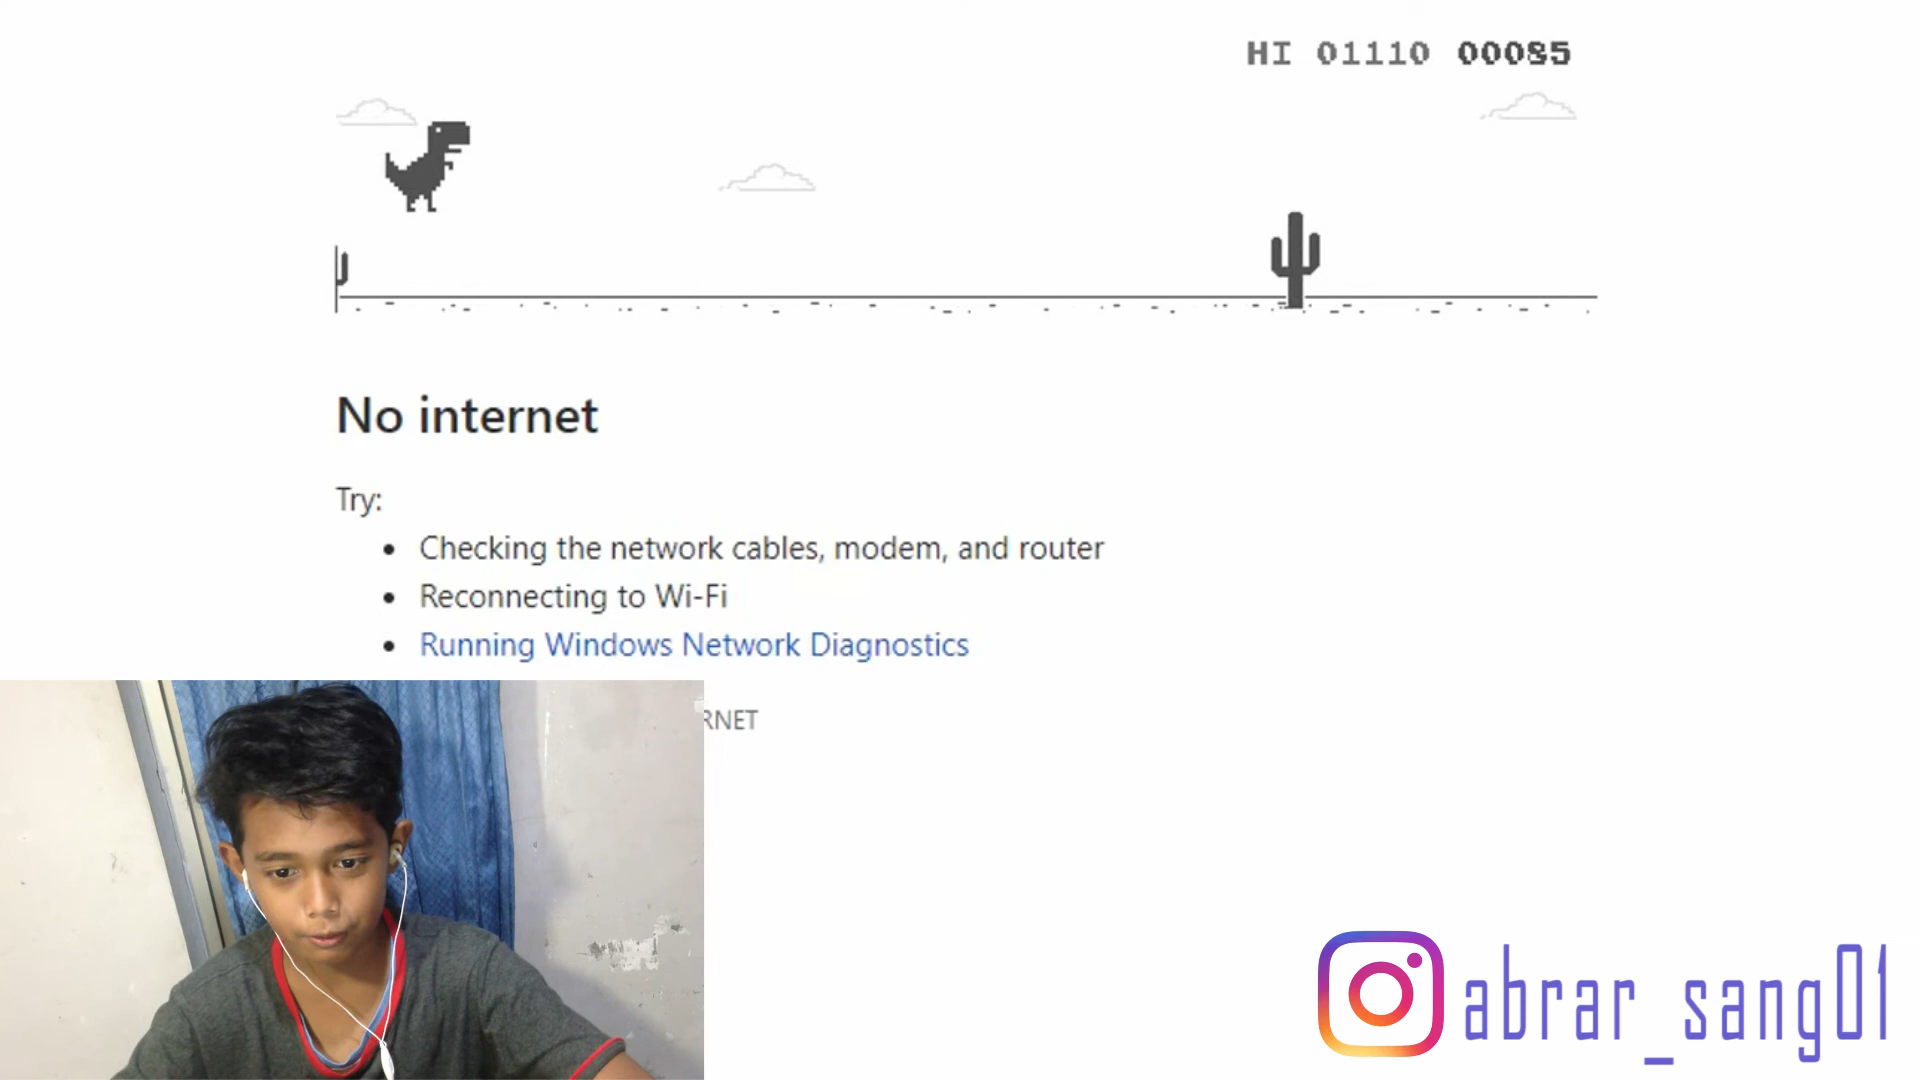 HI 01110 00085
No internet
Try:
Checking the network cables, modem, and router
Reconnecting to Wi-Fi
Running Windows Network Diagnostics
RNET
abrar_sang01